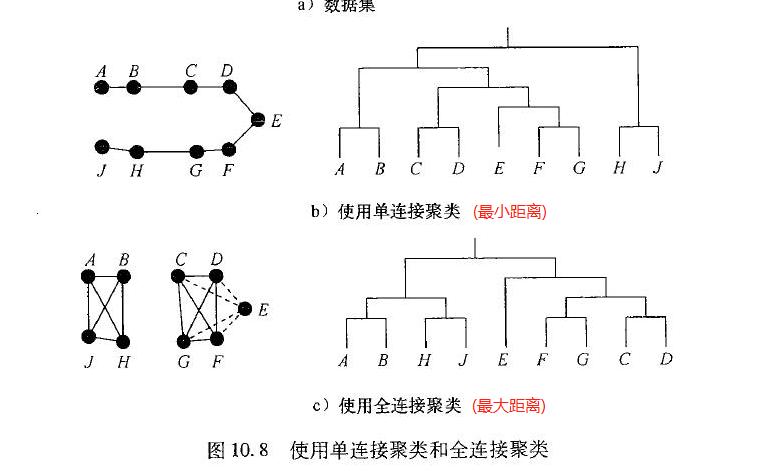 a）数据集
A B C D
E
J H G F
A B C D E F G H J
b）使用单连接聚类 (最小距离)
A B C D
E
J H G F
A B H J E F G C D
c）使用全连接聚类 (最大距离)
图 10.8 使用单连接聚类和全连接聚类